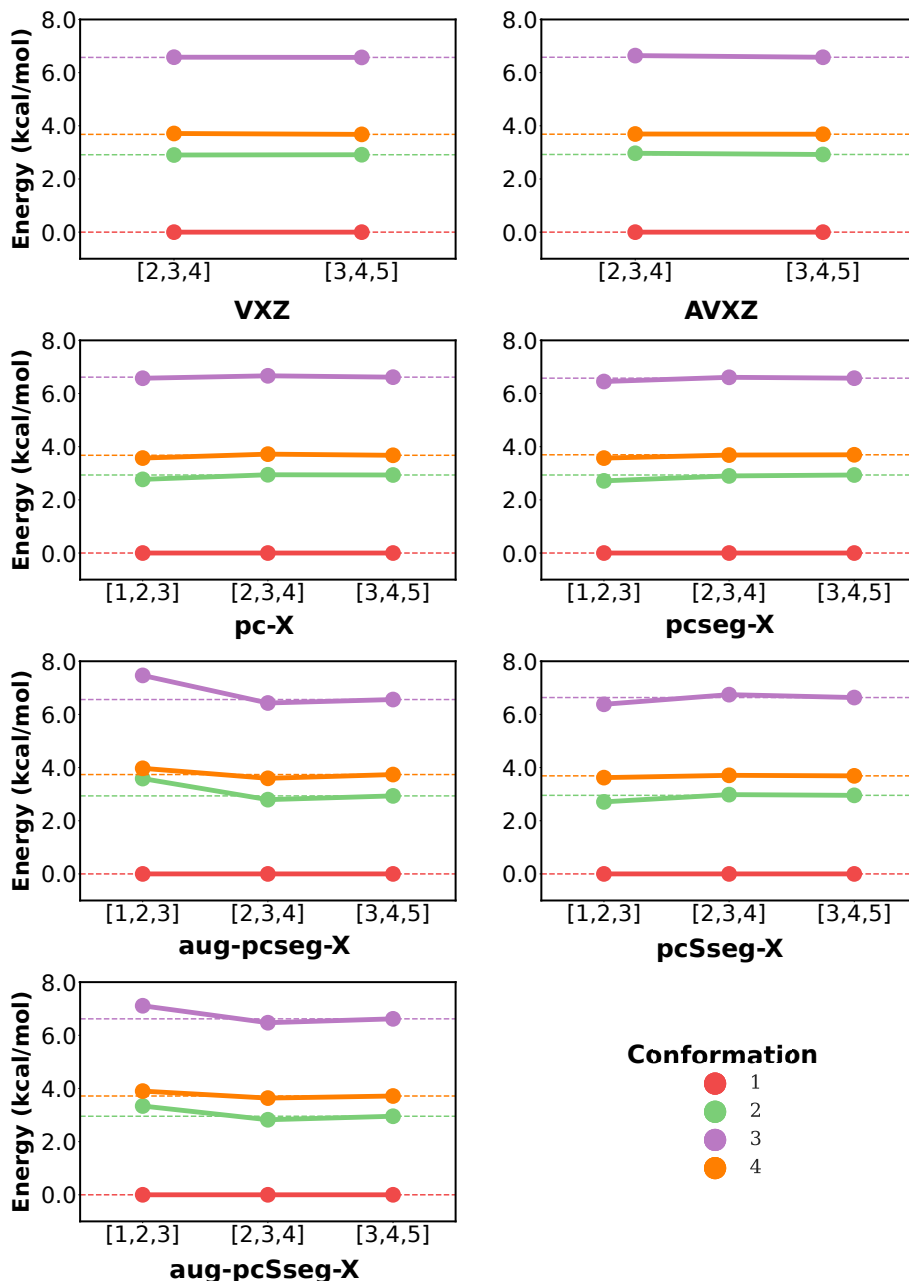 8.0
6.0
4.0
2.0
0.0
Energy (kcal/mol)
[2,3,4] [3,4,5]
VXZ
8.0
6.0
4.0
2.0
0.0
[2,3,4] [3,4,5]
AVXZ
8.0
6.0
4.0
2.0
0.0
Energy (kcal/mol)
[1,2,3] [2,3,4] [3,4,5]
pc-X
8.0
6.0
4.0
2.0
0.0
[1,2,3] [2,3,4] [3,4,5]
pcseg-X
8.0
6.0
4.0
2.0
0.0
Energy (kcal/mol)
[1,2,3] [2,3,4] [3,4,5]
aug-pcseg-X
8.0
6.0
4.0
2.0
0.0
[1,2,3] [2,3,4] [3,4,5]
pcSseg-X
8.0
6.0
4.0
2.0
0.0
Energy (kcal/mol)
[1,2,3] [2,3,4] [3,4,5]
aug-pcSseg-X
Conformation
1
2
3
4